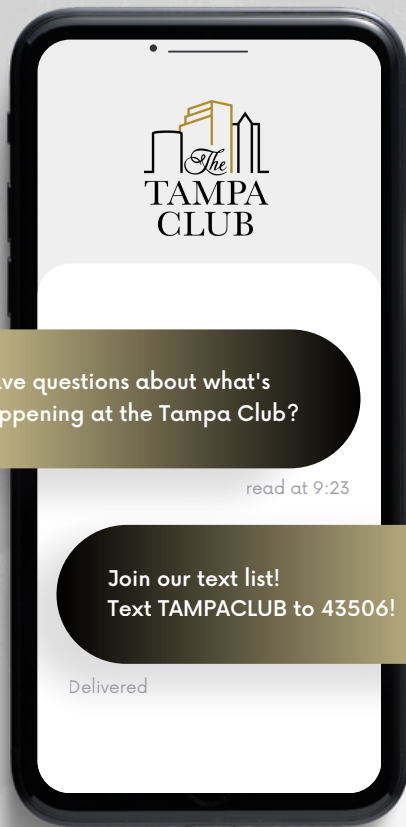 The
TAMPA
CLUB
ve questions about what's
ppening at the Tampa Club?
read at 9:23
Join our text list!
Text TAMPACLUB to 43506!
Delivered